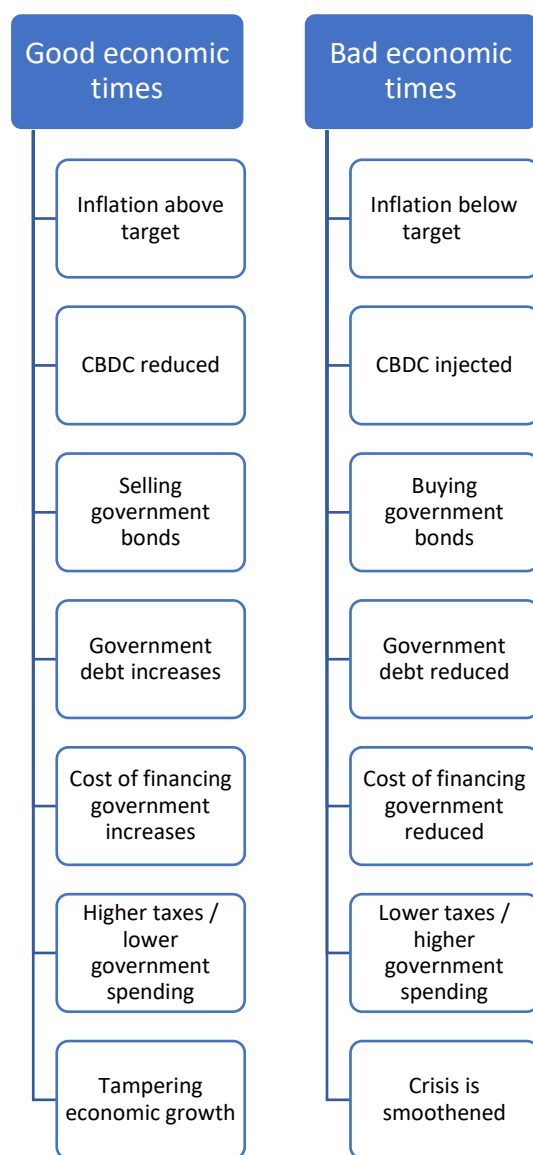 Good economic
times
Inflation above
target
CBDC reduced
Selling
government
bonds
Government
debt increases
Cost of financing
government
increases
Higher taxes /
lower
government
spending
Tampering
economic growth
Bad economic
times
Inflation below
target
CBDC injected
Buying
government
bonds
Government
debt reduced
Cost of financing
government
reduced
Lower taxes /
higher
government
spending
Crisis is
smoothened